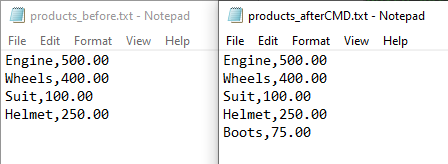 products_before.txt - Notepad
File Edit Format View Help
Engine,500.00
Wheels,400.00
Suit,100.00
Helmet,250.00
products_afterCMD.txt - Notepad
File Edit Format View Help
Engine,500.00
Wheels,400.00
Suit,100.00
Helmet,250.00
Boots,75.00